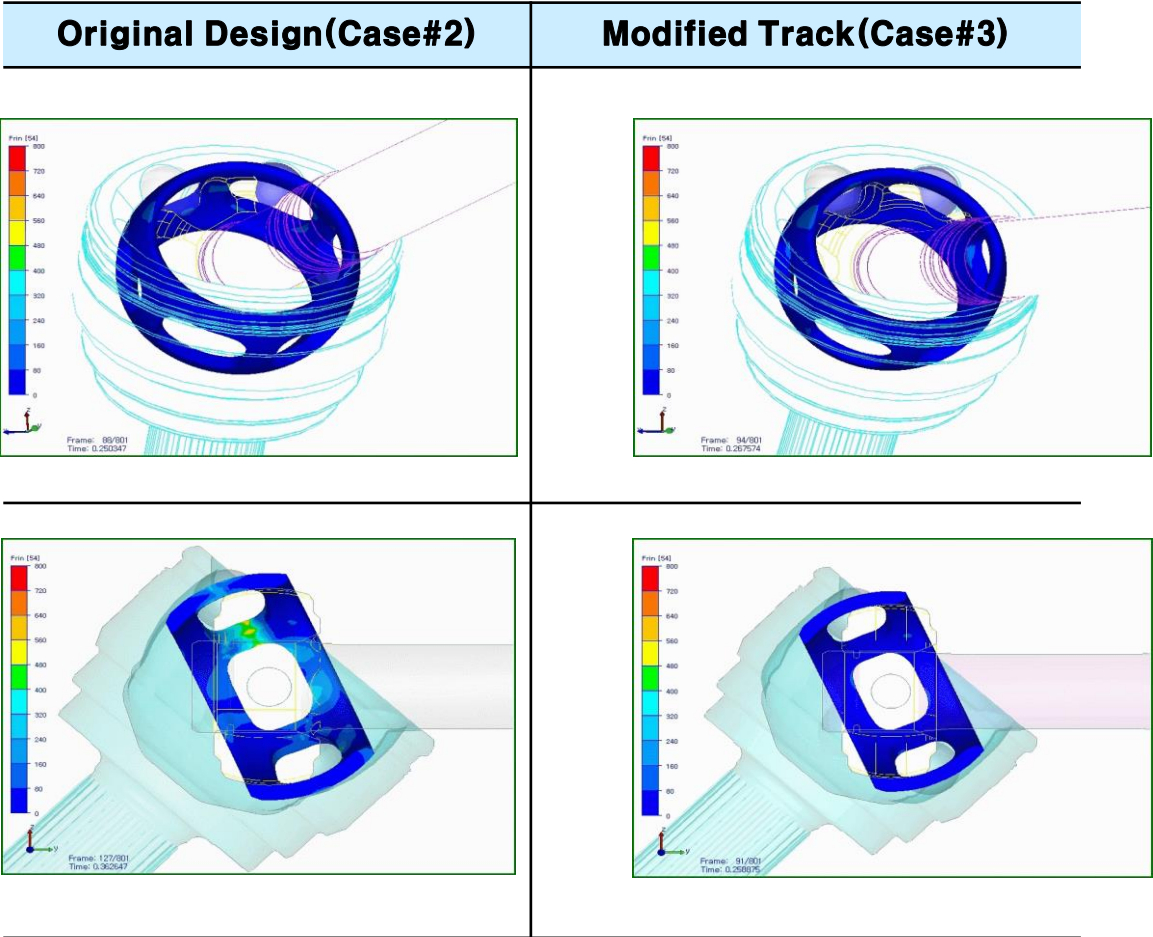 Original Design(Case#2)
Modified Track(Case#3)
Frin [54]
800
720
640
560
480
400
320
240
160
80
0
z
Frame: 86/801
Time: 0.250347
Frin [54]
800
720
640
560
480
400
320
240
160
80
0
z
Frame: 94/801
Time: 0.267574
Frin [54]
800
720
640
560
480
400
320
240
160
80
0
z
y
Frame: 127/801
Time: 0.362647
Frin [54]
800
720
640
560
480
400
320
240
160
80
0
z
y
Frame: 91/801
Time: 0.258875